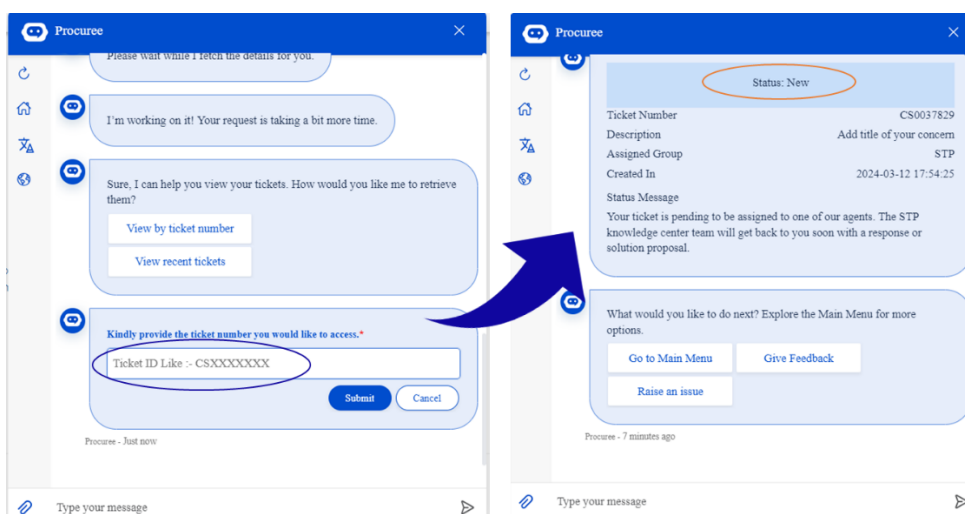 Procuree
Please wait while I fetch the details for you.
I'm working on it! Your request is taking a bit more time.
Sure, I can help you view your tickets. How would you like me to retrieve
them?
View by ticket number
View recent tickets
Kindly provide the ticket number you would like to access.*
Ticket ID Like :- CSXXXXXXX
Submit
Cancel
Procuree - Just now
Type your message
Procuree
Status: New
Ticket Number CS0037829
Description Add title of your concern
Assigned Group STP
Created In 2024-03-12 17:54:25
Status Message
Your ticket is pending to be assigned to one of our agents. The STP
knowledge center team will get back to you soon with a response or
solution proposal.
What would you like to do next? Explore the Main Menu for more
options.
Go to Main Menu
Give Feedback
Raise an issue
Procuree - 7 minutes ago
Type your message